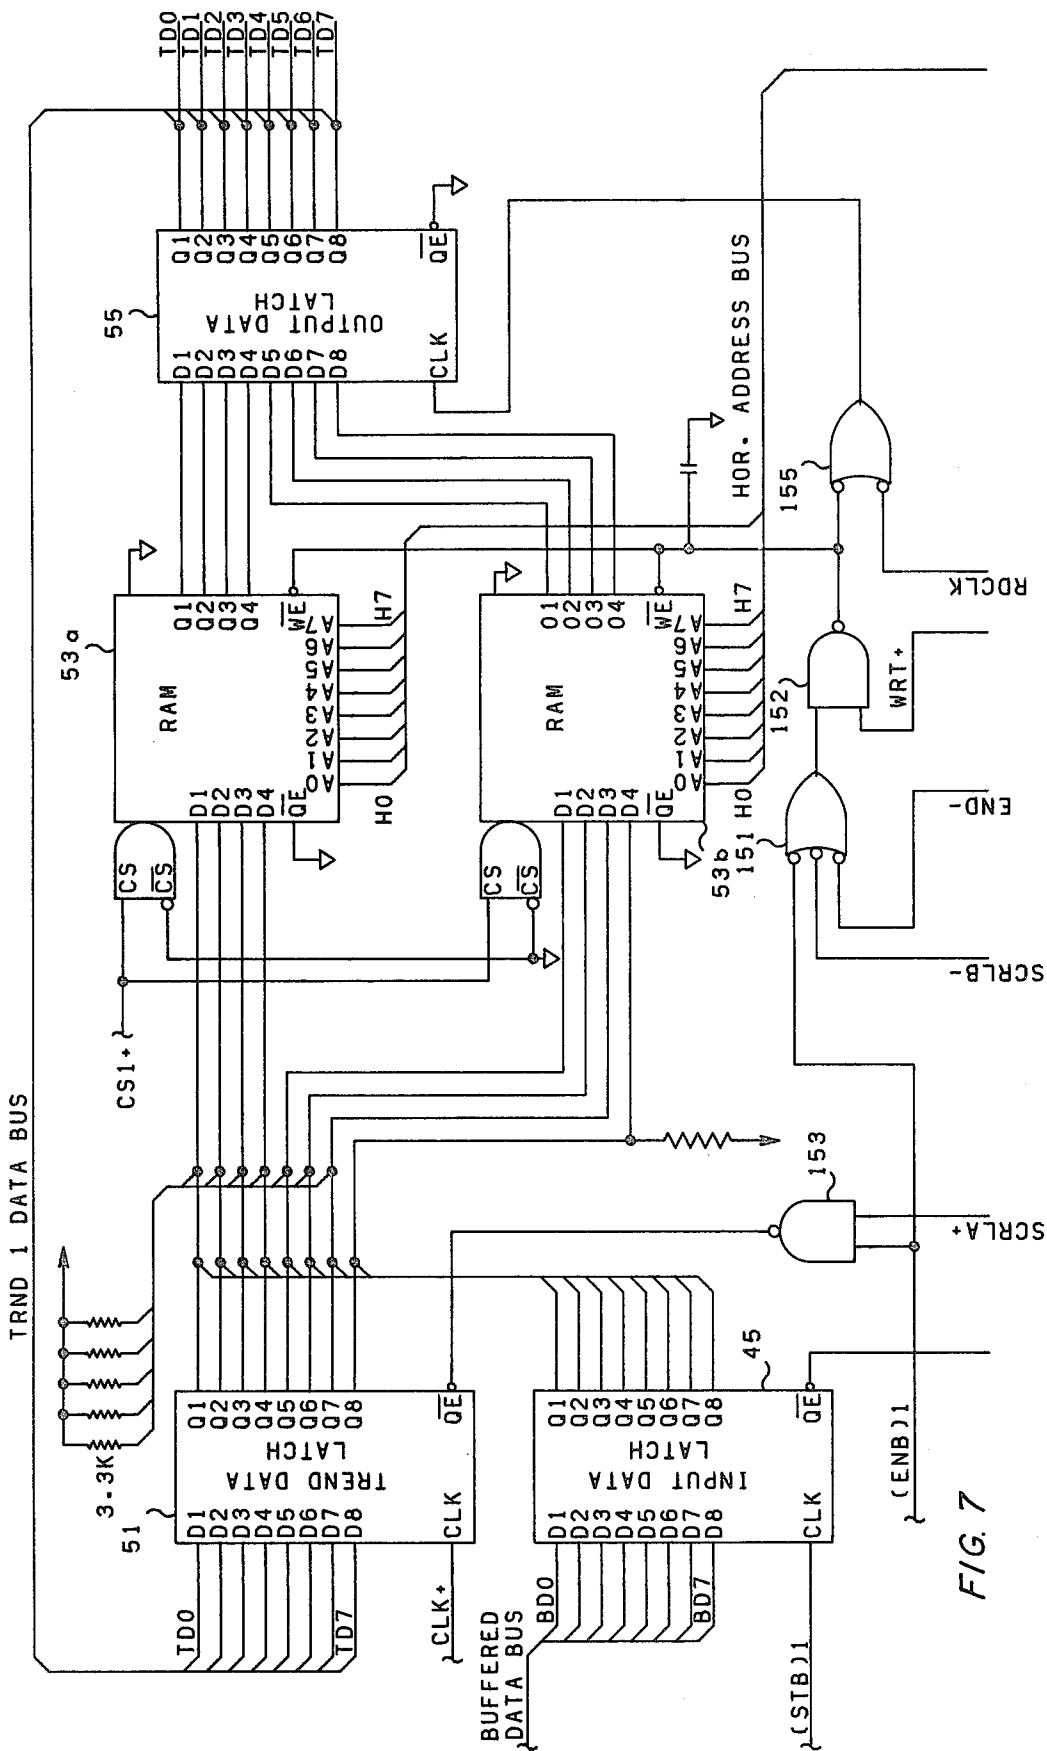 TRND 1 DATA BUS
TD0
TD1
TD2
TD3
TD4
TD5
TD6
TD7
55
D1
D2
D3
D4
D5
D6
D7
D8
CLK
OUTPUT DATA
LATCH
Q1
Q2
Q3
Q4
Q5
Q6
Q7
Q8
QE
53a
CS1+
CS
CS
D1
D2
D3
D4
QE
RAM
Q1
Q2
Q3
Q4
WE
A0
A1
A2
A3
A4
A5
A6
A7
H0
H7
HOR. ADDRESS BUS
CS
CS
D1
D2
D3
D4
QE
RAM
O1
O2
O3
O4
WE
A0
A1
A2
A3
A4
A5
A6
A7
H0
H7
53b
3.3K
51
TD0
TD7
CLK+
D1
D2
D3
D4
D5
D6
D7
D8
CLK
TREND DATA
LATCH
Q1
Q2
Q3
Q4
Q5
Q6
Q7
Q8
QE
BUFFERED
DATA BUS
BD0
BD7
(STB)1
D1
D2
D3
D4
D5
D6
D7
D8
CLK
INPUT DATA
LATCH
Q1
Q2
Q3
Q4
Q5
Q6
Q7
Q8
QE
45
153
151
152
155
(ENB)1
SCRLA+
SCRLB-
END-
WRT+
RDCLK
FIG. 7